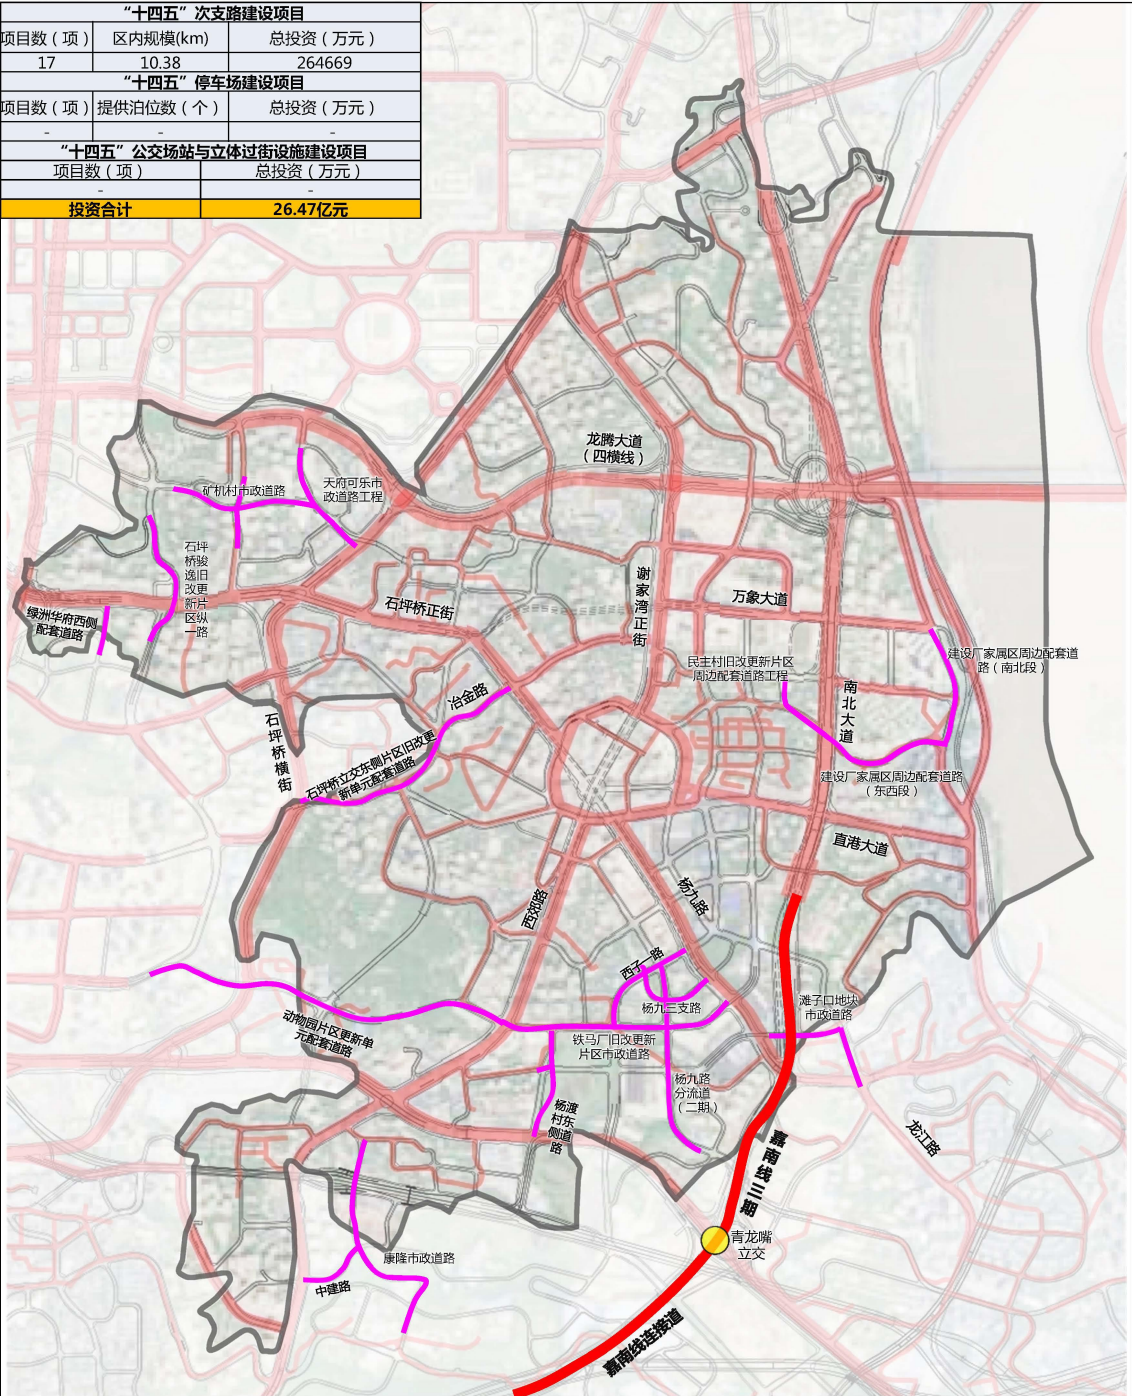 “十四五”次支路建设项目
项目数（项） 区内规模(km) 总投资（万元）
17 10.38 264669
“十四五”停车场建设项目
项目数（项） 提供泊位数（个） 总投资（万元）
- - -
“十四五”公交场站与立体过街设施建设项目
项目数（项） 总投资（万元）
- -
投资合计 26.47亿元
龙腾大道
（四横线）
矿机村市政道路
天府可乐市
政道路工程
石坪
桥骏
逸旧
改更
新片
区纵
一路
绿洲华府西侧
配套道路
石坪桥正街
谢家湾正街
万象大道
民主村旧改更新片区
周边配套道路工程
建设厂家属区周边配套道
路（南北段）
南北大道
冶金路
石坪桥横街
石坪桥立交东侧片区旧改更
新单元配套道路
建设厂家属区周边配套道路
（东西段）
直港大道
西郊路
杨九路
西子一路
杨九三支路
滩子口地块
市政道路
动物园片区更新单
元配套道路
铁马厂旧改更新
片区市政道路
杨九路
分流道
（二期）
杨渡
村东
侧道
路
龙江路
嘉南线三期
青龙嘴
立交
康隆市政道路
中建路
嘉南线连接道